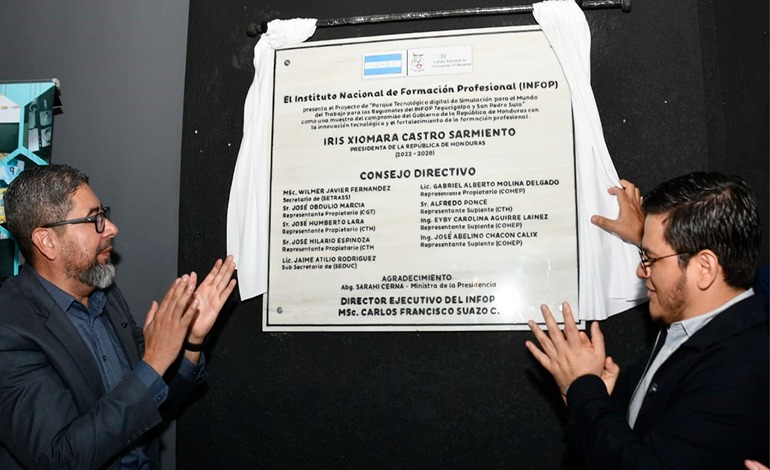 El Instituto Nacional de Formación Profesional (INFOP)
presenta el Proyecto de "Parque Tecnológico digital de Simulación para el Mundo
del Trabajo para las Regionales del INFOP Tegucigalpa y San Pedro Sula"
como una muestra del compromiso del Gobierno de la República de Honduras con
la innovación tecnológica y el fortalecimiento de la formación profesional.
IRIS XIOMARA CASTRO SARMIENTO
PRESIDENTA DE LA REPÚBLICA DE HONDURAS
(2022 - 2026)
CONSEJO DIRECTIVO
MSc. WILMER JAVIER FERNANDEZ
Secretario de (SETRASS)
Sr. JOSÉ OBDULIO MARCIA
Representante Propietario (CGT)
Sr. JOSÉ HUMBERTO LARA
Representante Propietario (CTH)
Sr. JOSÉ HILARIO ESPINOZA
Representante Propietario (CTH)
Lic. JAIME ATILIO RODRIGUEZ
Sub Secretario de (SEDUC)
Lic. GABRIEL ALBERTO MOLINA DELGADO
Representante Propietario (COHEP)
Sr. ALFREDO PONCE
Representante Suplente (CTH)
Ing. EYBY CAROLINA AGUIRRE LAINEZ
Representante Suplente (COHEP)
Ing. JOSÉ ABELINO CHACON CALIX
Representante Suplente (COHEP)
AGRADECIMIENTO
Abg. SARAHI CERNA - Ministra de la Presidencia
DIRECTOR EJECUTIVO DEL INFOP
MSc. CARLOS FRANCISCO SUAZO C.